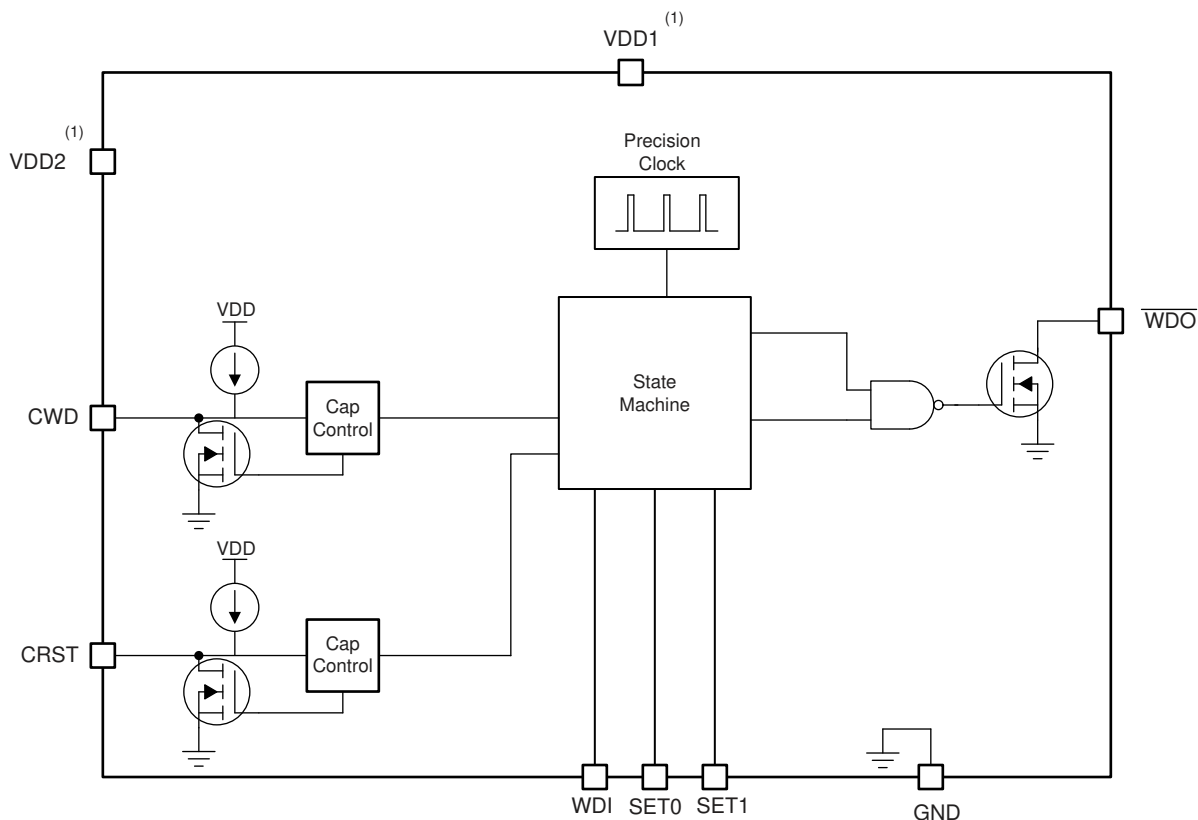 (1)
VDD1
(1)
VDD2
Precision
Clock
VDD
WDO
CWD
Cap
Control
State
Machine
VDD
CRST
Cap
Control
WDI
SET0
SET1
GND